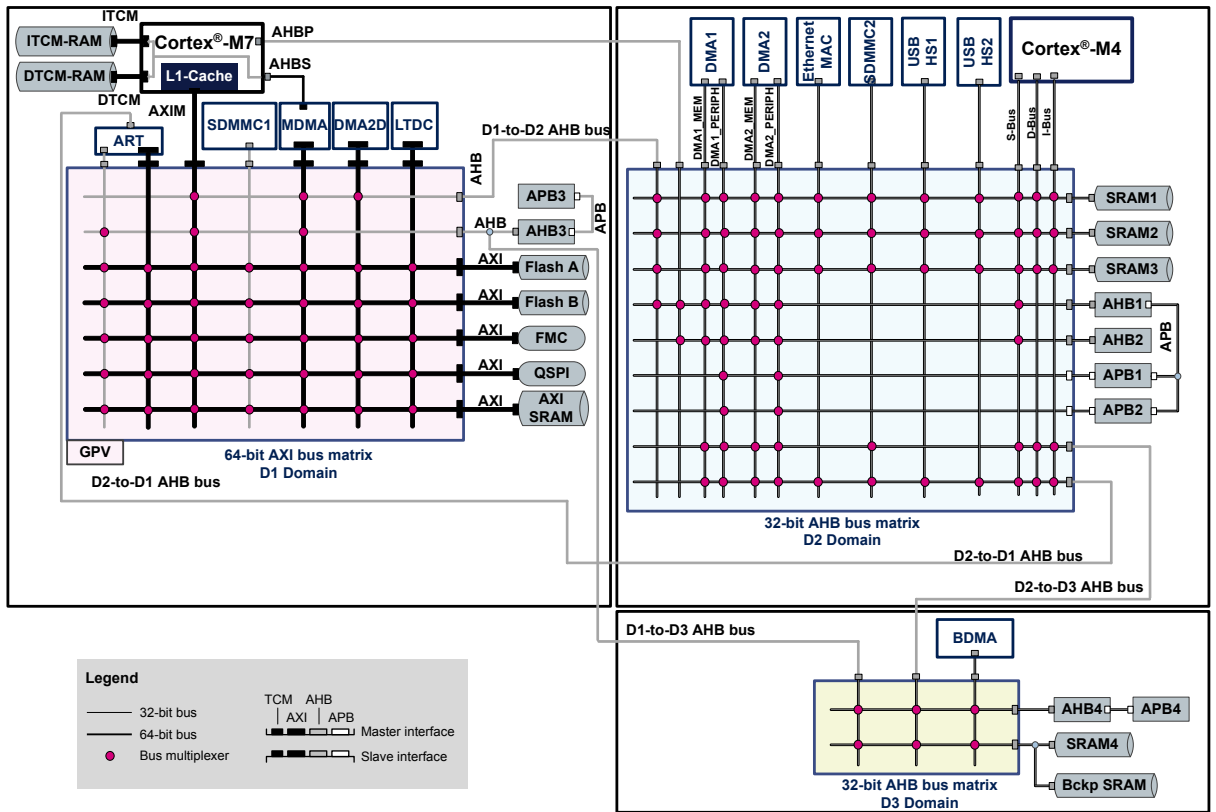 ITCM
ITCM-RAM
Cortex®-M7
AHBP
DTCM-RAM
L1-Cache
AHBS
DTCM
AXIM
ART
SDMMC1
MDMA
DMA2D
LTDC
D1-to-D2 AHB bus
AHB
APB3
AHB
AHB3
APB
AXI
Flash A
AXI
Flash B
AXI
FMC
AXI
QSPI
AXI
AXI
SRAM
GPV
64-bit AXI bus matrix
D1 Domain
D2-to-D1 AHB bus
DMA1
DMA2
Ethernet
MAC
SDMMC2
USB
HS1
USB
HS2
Cortex®-M4
DMA1_MEM
DMA1_PERIPH
DMA2_MEM
DMA2_PERIPH
S-Bus
D-Bus
I-Bus
SRAM1
SRAM2
SRAM3
AHB1
AHB2
APB
APB1
APB2
32-bit AHB bus matrix
D2 Domain
D2-to-D1 AHB bus
D2-to-D3 AHB bus
D1-to-D3 AHB bus
BDMA
AHB4
APB4
SRAM4
Bckp SRAM
32-bit AHB bus matrix
D3 Domain
Legend
TCM
AHB
AXI
APB
32-bit bus
Master interface
64-bit bus
Bus multiplexer
Slave interface